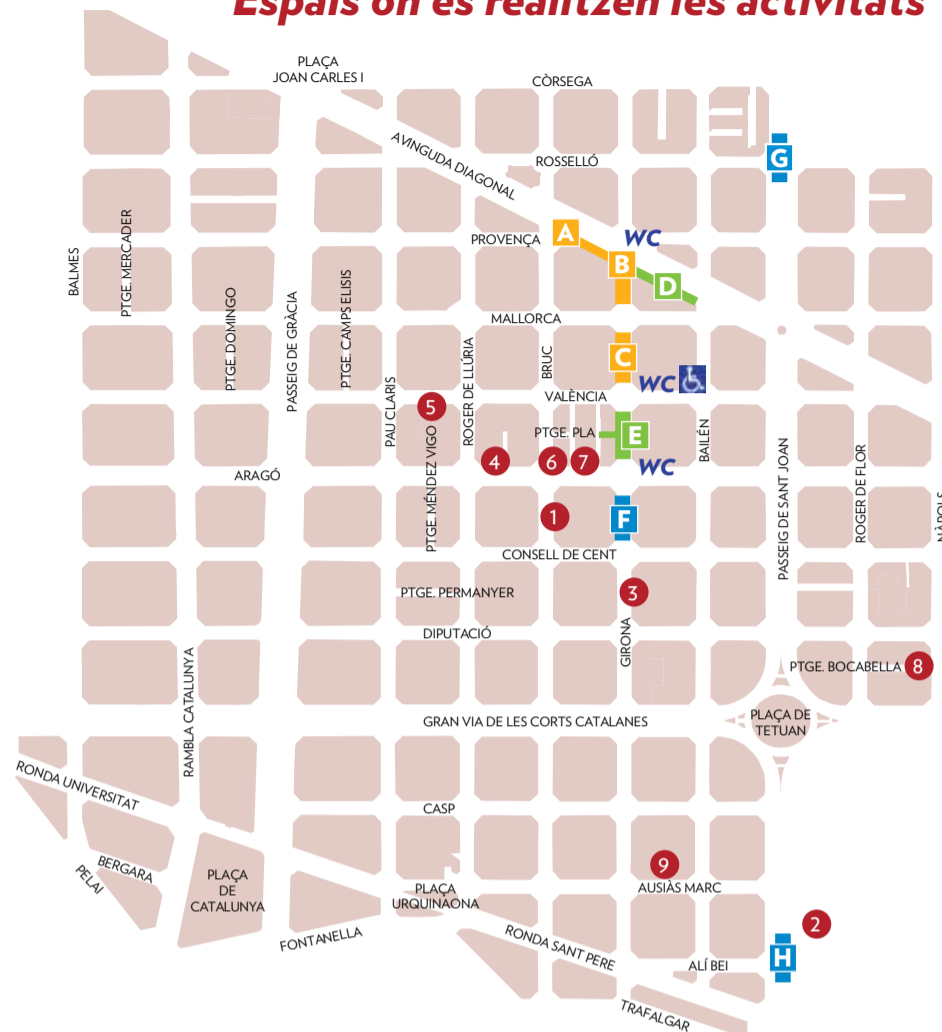 Espais on es realitzen les activitats
PLAÇA
JOAN CARLES I
CÒRSEGA
AVINGUDA DIAGONAL
ROSSELLÓ
G
PROVENÇA
A
WC
B
D
BALMES
PTGE. MERCADER
PTGE. DOMINGO
PASSEIG DE GRÀCIA
PTGE. CAMPS ELISIS
MALLORCA
PAU CLARIS
ROGER DE LLÚRIA
BRUC
C
WC
VALÈNCIA
5
PTGE. MÉNDEZ VIGO
PTGE. PLA
E
BAILÉN
4
6
7
WC
ARAGÓ
PASSEIG DE SANT JOAN
ROGER DE FLOR
NÀPOLS
1
F
CONSELL DE CENT
PTGE. PERMANYER
3
DIPUTACIÓ
GIRONA
PTGE. BOCABELLA
8
RAMBLA CATALUNYA
GRAN VIA DE LES CORTS CATALANES
PLAÇA DE
TETUAN
RONDA UNIVERSITAT
CASP
BERGARA
PELAI
PLAÇA
DE
CATALUNYA
PLAÇA
URQUINAONA
9
AUSIÀS MARC
2
FONTANELLA
RONDA SANT PERE
ALÍ BEI
H
TRAFALGAR